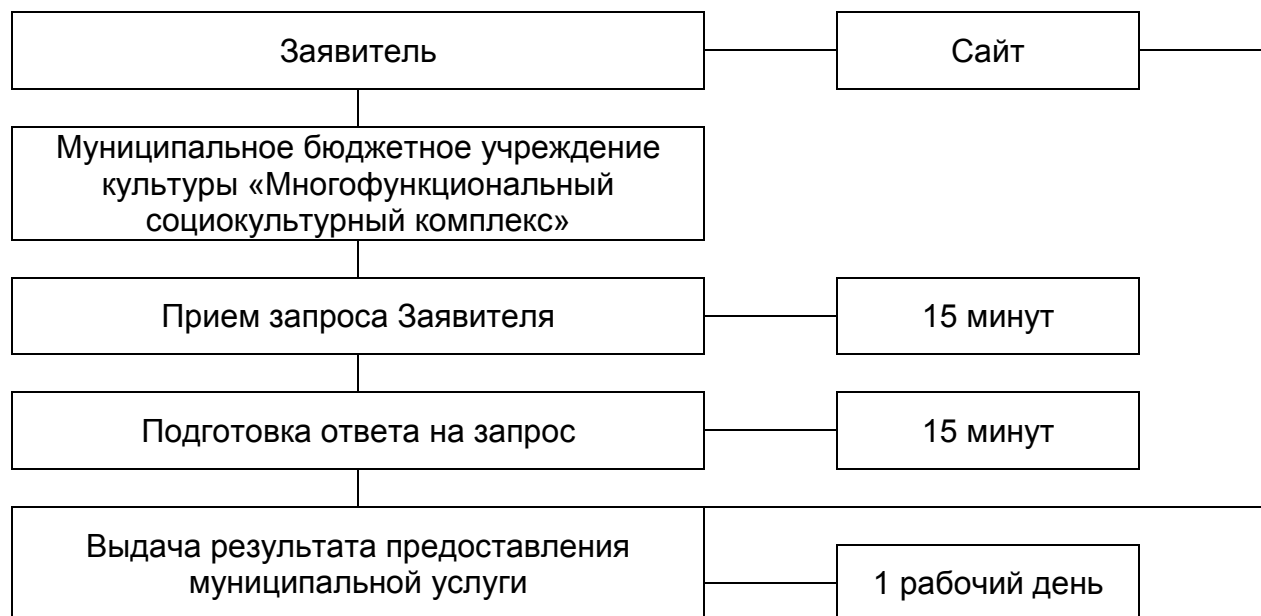 Заявитель
Сайт
Муниципальное бюджетное учреждение
культуры «Многофункциональный
социокультурный комплекс»
Прием запроса Заявителя
15 минут
Подготовка ответа на запрос
15 минут
Выдача результата предоставления
муниципальной услуги
1 рабочий день